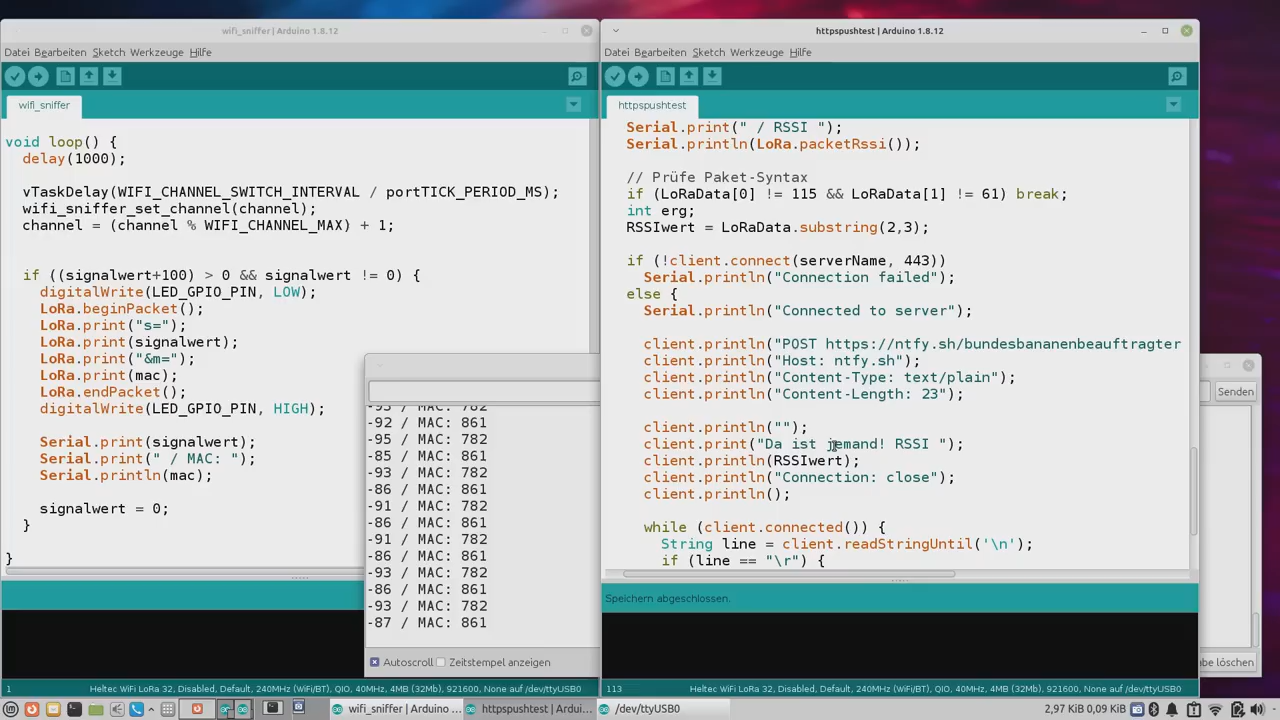 wifi_sniffer | Arduino 1.8.12
Datei Bearbeiten Sketch Werkzeuge Hilfe
wifi_sniffer
void loop() {
  delay(1000);
  vTaskDelay(WIFI_CHANNEL_SWITCH_INTERVAL / portTICK_PERIOD_MS);
  wifi_sniffer_set_channel(channel);
  channel = (channel % WIFI_CHANNEL_MAX) + 1;
  if ((signalwert+100) > 0 && signalwert != 0) {
    digitalWrite(LED_GPIO_PIN, LOW);
    LoRa.beginPacket();
    LoRa.print("s=");
    LoRa.print(signalwert);
    LoRa.print("&m=");
    LoRa.print(mac);
    LoRa.endPacket();
    digitalWrite(LED_GPIO_PIN, HIGH);
    Serial.print(signalwert);
    Serial.print(" / MAC: ");
    Serial.println(mac);
    signalwert = 0;
  }
}
1
Heltec WiFi LoRa 32, Disabled, Default, 240MHz (WiFi/BT), QIO, 40MHz, 4MB (32Mb), 921600, None auf /dev/ttyUSB0
Senden
-93 / MAC: 782
-92 / MAC: 861
-95 / MAC: 782
-85 / MAC: 861
-93 / MAC: 782
-86 / MAC: 861
-91 / MAC: 782
-86 / MAC: 861
-91 / MAC: 782
-86 / MAC: 861
-93 / MAC: 782
-86 / MAC: 861
-93 / MAC: 782
-87 / MAC: 861
Autoscroll Zeitstempel anzeigen
löschen
httpspushtest | Arduino 1.8.12
Datei Bearbeiten Sketch Werkzeuge Hilfe
httpspushtest
Serial.print(" / RSSI ");
Serial.println(LoRa.packetRssi());
// Prüfe Paket-Syntax
if (LoRaData[0] != 115 && LoRaData[1] != 61) break;
int erg;
RSSIwert = LoRaData.substring(2,3);
if (!client.connect(serverName, 443))
  Serial.println("Connection failed");
else {
  Serial.println("Connected to server");
  client.println("POST https://ntfy.sh/bundesbananenbeauftragter
  client.println("Host: ntfy.sh");
  client.println("Content-Type: text/plain");
  client.println("Content-Length: 23");
  client.println("");
  client.print("Da ist jemand! RSSI ");
  client.println(RSSIwert);
  client.println("Connection: close");
  client.println();
  while (client.connected()) {
    String line = client.readStringUntil('\n');
    if (line == "\r") {
Speichern abgeschlossen.
113
Heltec WiFi LoRa 32, Disabled, Default, 240MHz (WiFi/BT), QIO, 40MHz, 4MB (32Mb), 921600, None auf /dev/ttyUSB0
wifi_sniffer | Arduino ...
httpspushtest | Ardui...
/dev/ttyUSB0
2,97 KiB 0,09 KiB